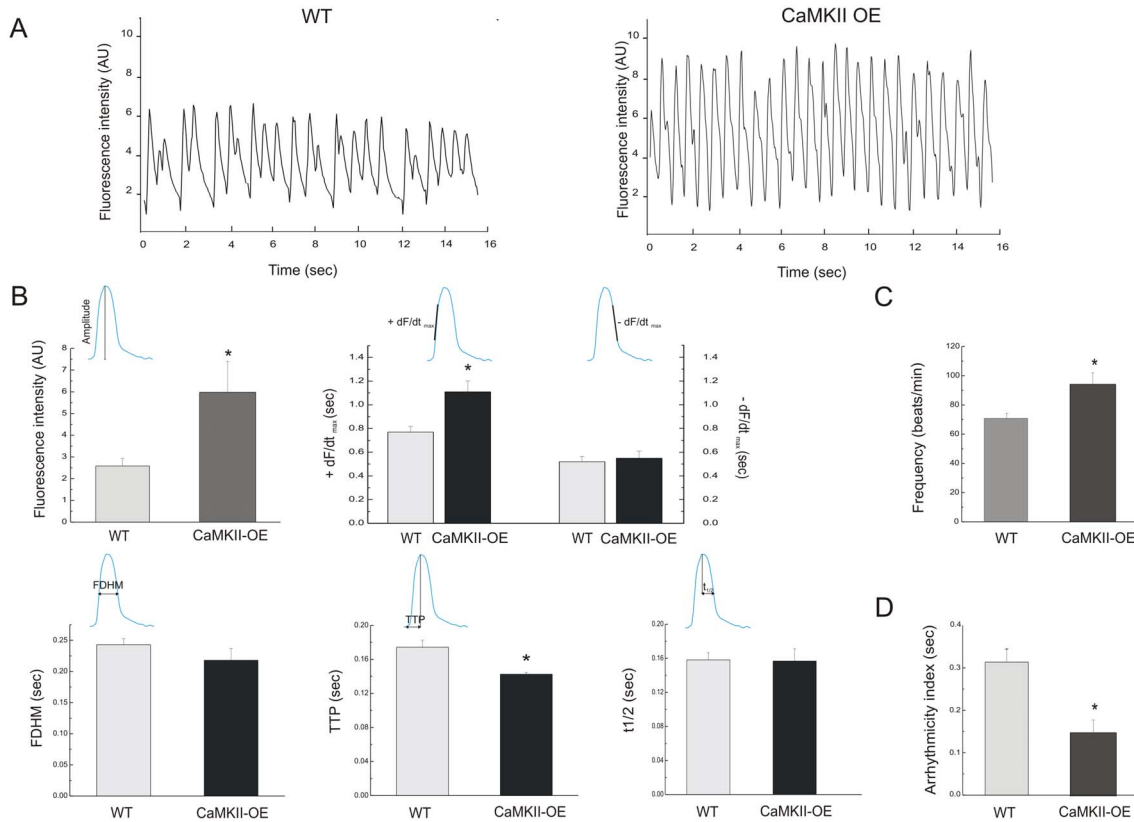 A
WT
Fluorescence intensity (AU)
10
8
6
4
2
0 2 4 6 8 10 12 14 16
Time (sec)
CaMKII OE
Fluorescence intensity (AU)
10
8
6
4
2
0 2 4 6 8 10 12 14 16
Time (sec)
B
Amplitude
Fluorescence intensity (AU)
8
7
6
5
4
3
2
1
0
*
WT CaMKII-OE
+ dF/dt max
- dF/dt max
+ dF/dt max (sec)
1.4
1.2
1.0
0.8
0.6
0.4
0.2
0.0
*
WT CaMKII-OE WT CaMKII-OE
1.4
1.2
1.0
0.8
0.6
0.4
0.2
0.0
- dF/dt max (sec)
C
Frequency (beats/min)
120
100
80
60
40
20
0
*
WT CaMKII-OE
FDHM
FDHM (sec)
0.25
0.20
0.15
0.10
0.05
0.00
WT CaMKII-OE
TTP
TTP (sec)
0.20
0.16
0.12
0.08
0.04
0.00
*
WT CaMKII-OE
t1/2
t1/2 (sec)
0.20
0.16
0.12
0.08
0.04
0.00
WT CaMKII-OE
D
Arrhythmicity index (sec)
0.4
0.3
0.2
0.1
0.0
*
WT CaMKII-OE